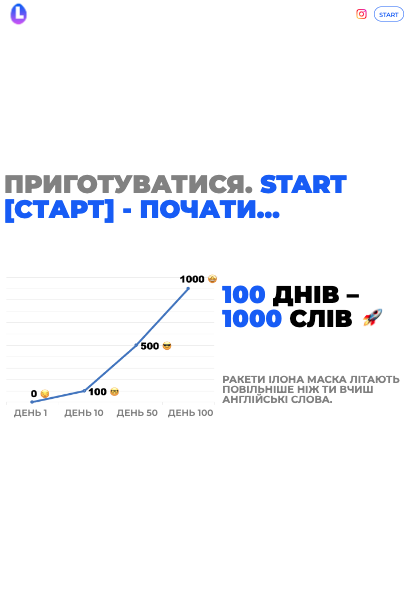 L
START
ПРИГОТУВАТИСЯ. START
[СТАРТ] - ПОЧАТИ...
1000 🤩
100 ДНІВ –
1000 СЛІВ 🚀
500 😎
РАКЕТИ ІЛОНА МАСКА ЛІТАЮТЬ
ПОВІЛЬНІШЕ НІЖ ТИ ВЧИШ
АНГЛІЙСЬКІ СЛОВА.
0
100 🤓
ДЕНЬ 1 ДЕНЬ 10 ДЕНЬ 50 ДЕНЬ 100